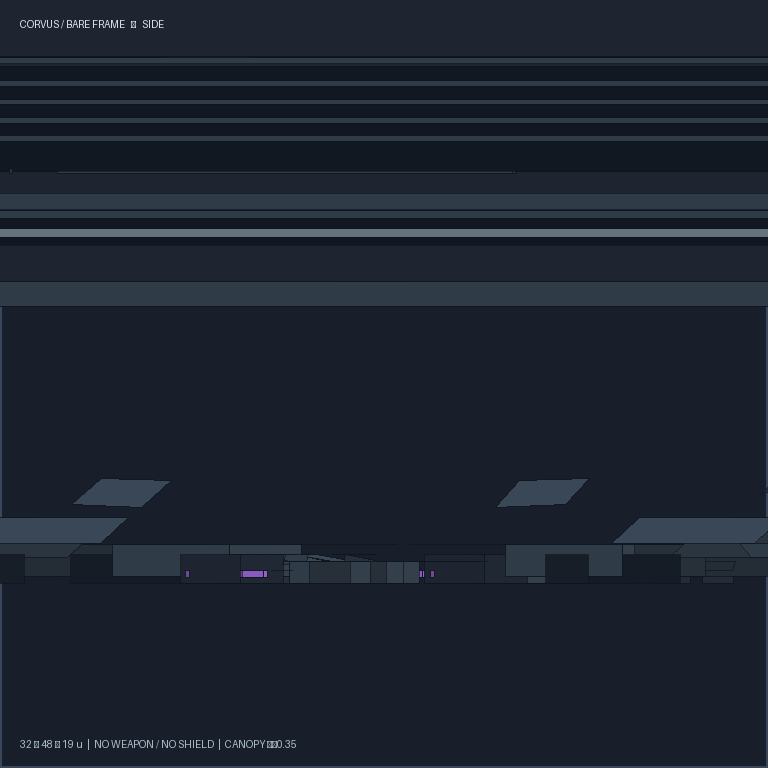 CORVUS / BARE FRAME SIDE
32 48 19 u | NO WEAPON / NO SHIELD | CANOPY 0.35